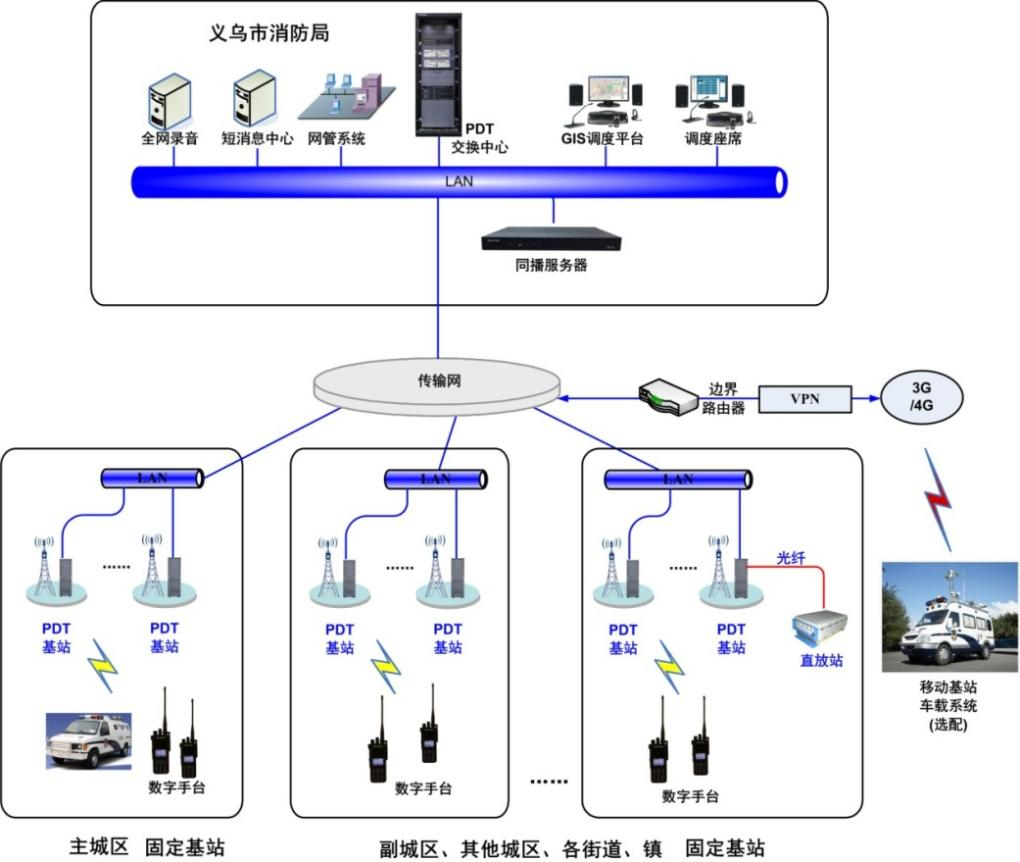 义乌市消防局
全网录音
短消息中心
网管系统
PDT
交换中心
GIS调度平台
调度座席
LAN
同播服务器
传输网
边界
路由器
VPN
3G
/4G
LAN
LAN
LAN
......
......
......
光纤
PDT
基站
PDT
基站
PDT
基站
PDT
基站
PDT
基站
PDT
基站
直放站
移动基站
车载系统
(选配)
数字手台
数字手台
数字手台
......
主城区 固定基站
副城区、其他城区、各街道、镇 固定基站